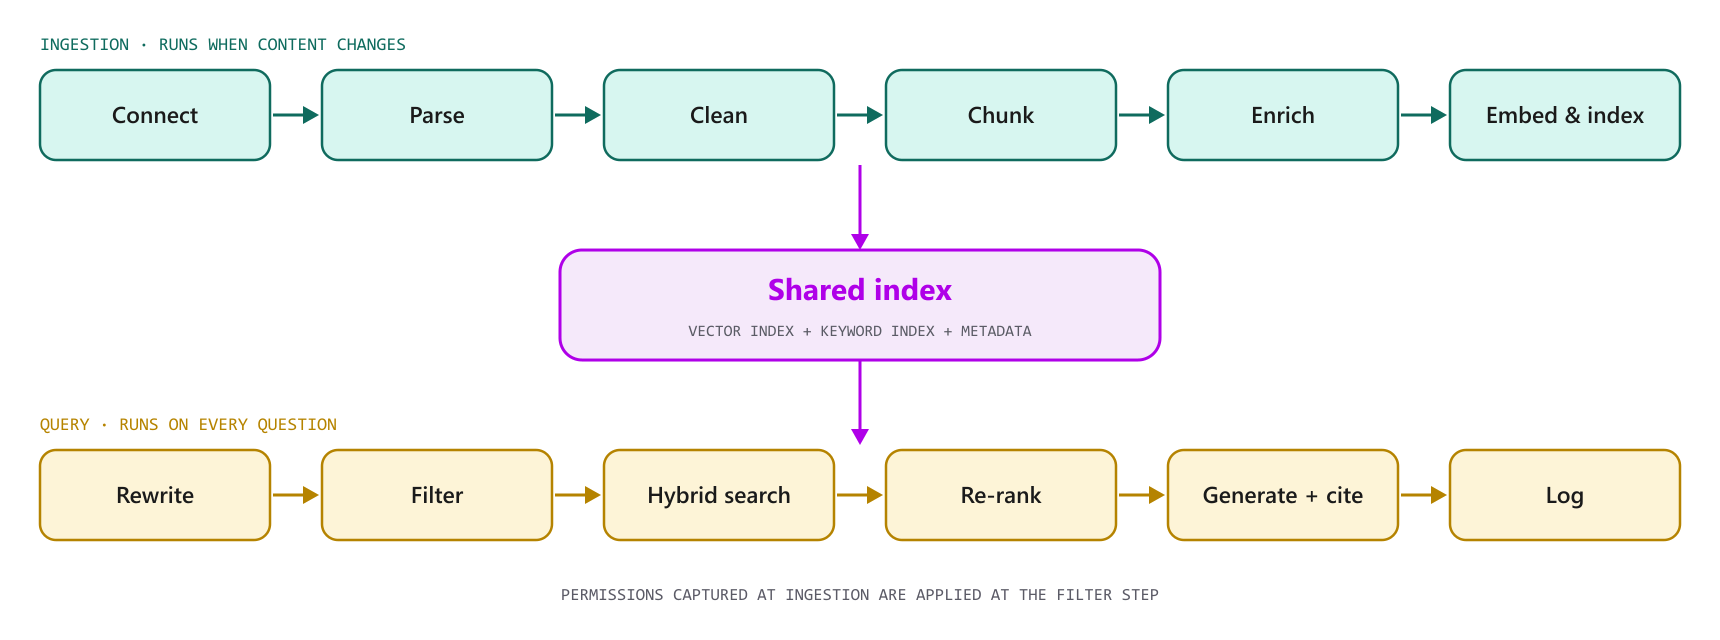 INGESTION · RUNS WHEN CONTENT CHANGES
Connect
Parse
Clean
Chunk
Enrich
Embed & index
Shared index
VECTOR INDEX + KEYWORD INDEX + METADATA
QUERY · RUNS ON EVERY QUESTION
Rewrite
Filter
Hybrid search
Re-rank
Generate + cite
Log
PERMISSIONS CAPTURED AT INGESTION ARE APPLIED AT THE FILTER STEP